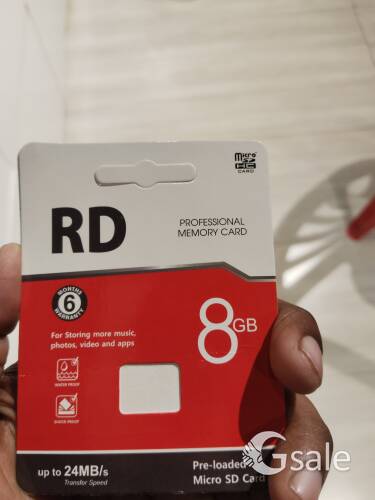 micro
SD
HC
CARD
RD
PROFESSIONAL
MEMORY CARD
6
MONTHS
WARRANTY
8GB
For Storing more music,
photos, video and apps
WATER PROOF
SHOCK PROOF
up to 24MB/s
Transfer Speed
Pre-loaded
Micro SD Card
Gsale